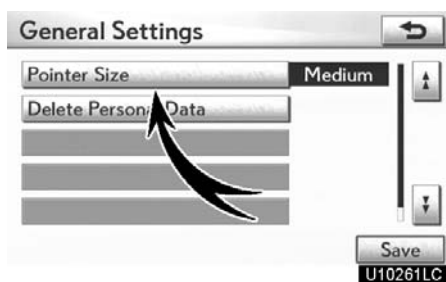 General Settings
Pointer Size Medium
Delete Personal Data
Save
U10261LC